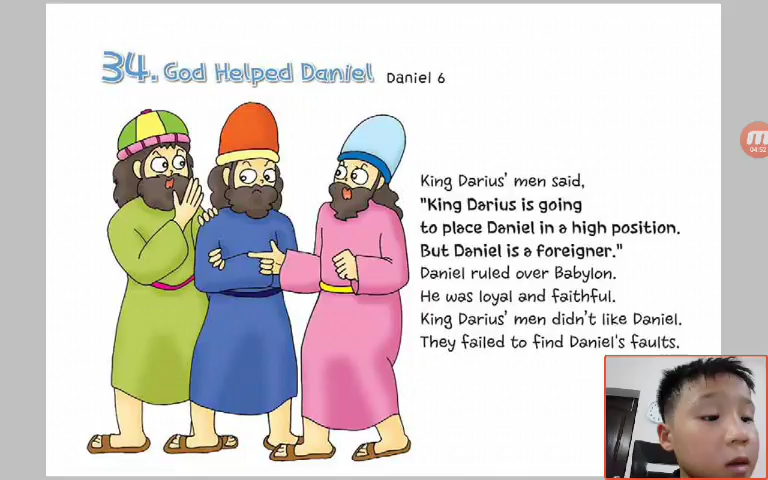 34. God Helped Daniel Daniel 6
King Darius' men said,
"King Darius is going
to place Daniel in a high position.
But Daniel is a foreigner."
Daniel ruled over Babylon.
He was loyal and faithful.
King Darius' men didn't like Daniel.
They failed to find Daniel's faults.
04:52